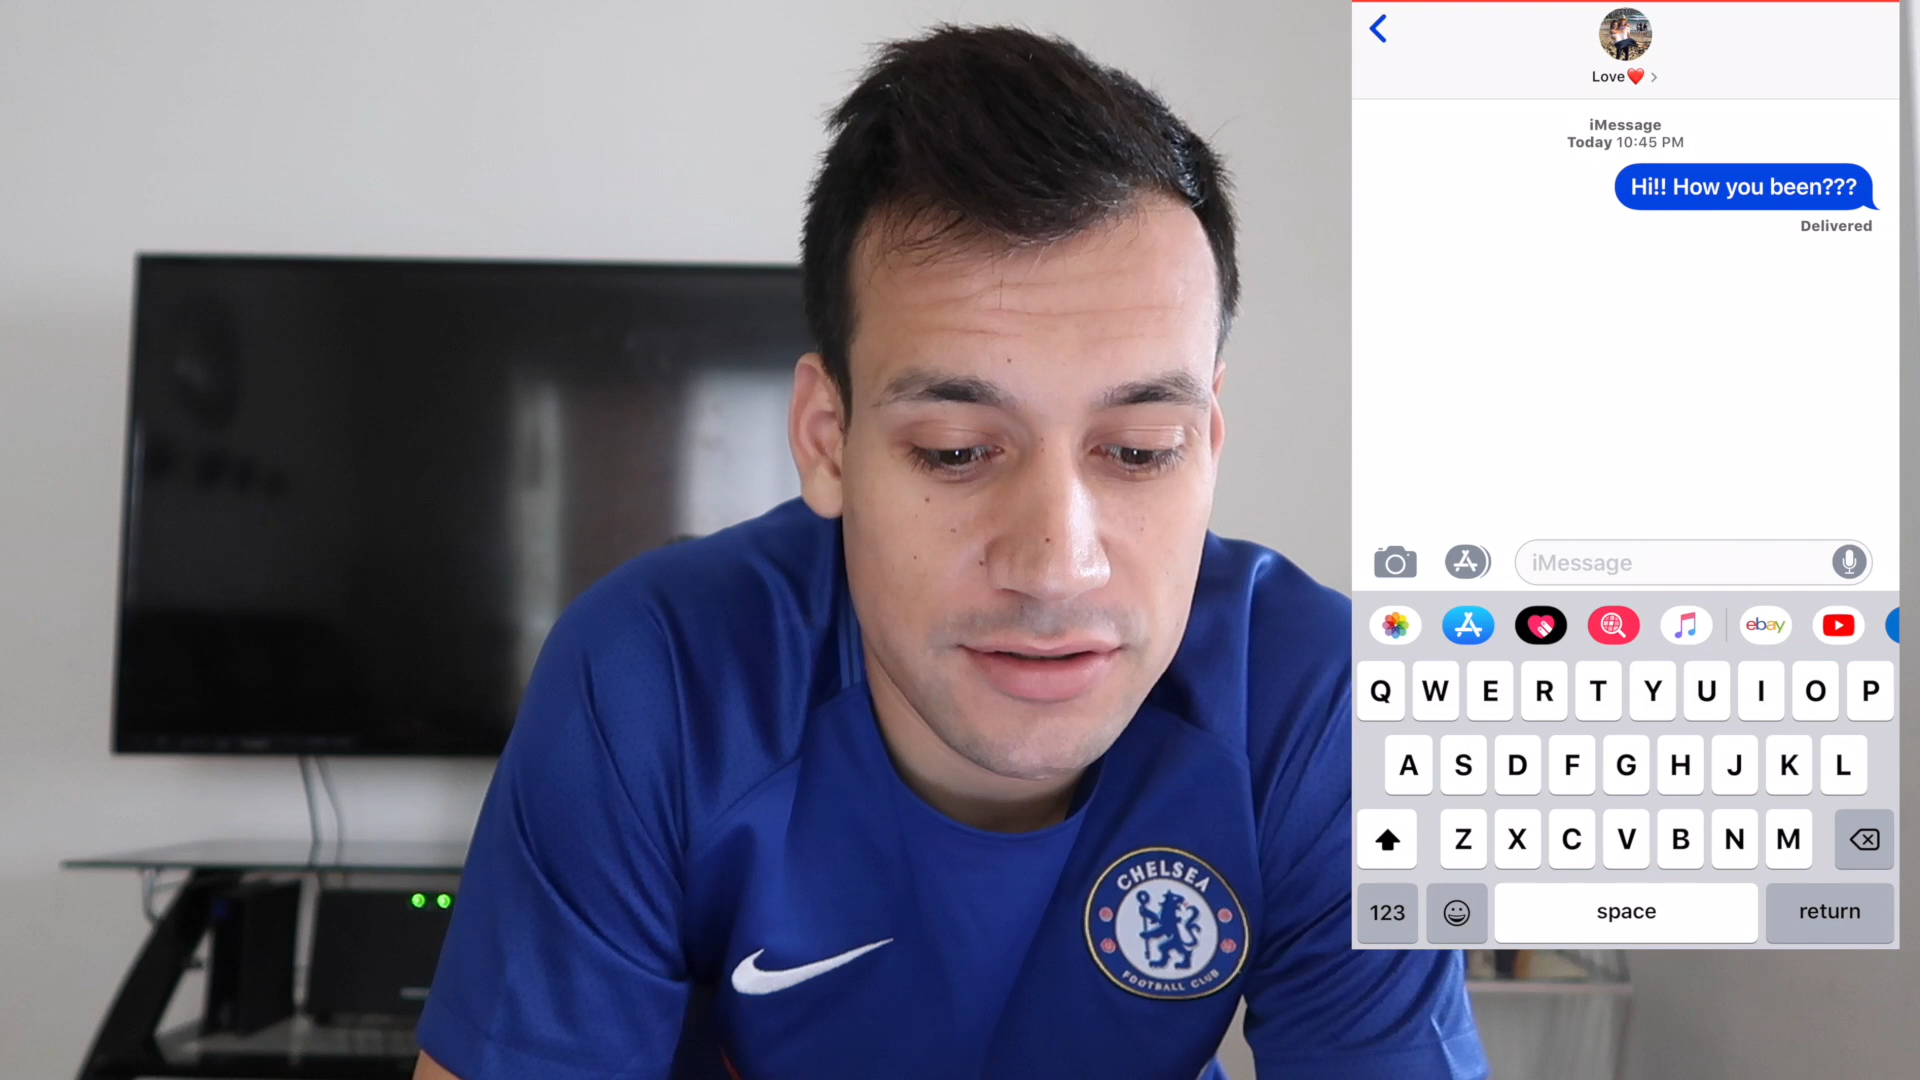 Love❤️ >
iMessage
Today 10:45 PM
Hi!! How you been???
Delivered
iMessage
ebay
Q W E R T Y U I O P
A S D F G H J K L
Z X C V B N M
123 space return
CHELSEA
FOOTBALL CLUB